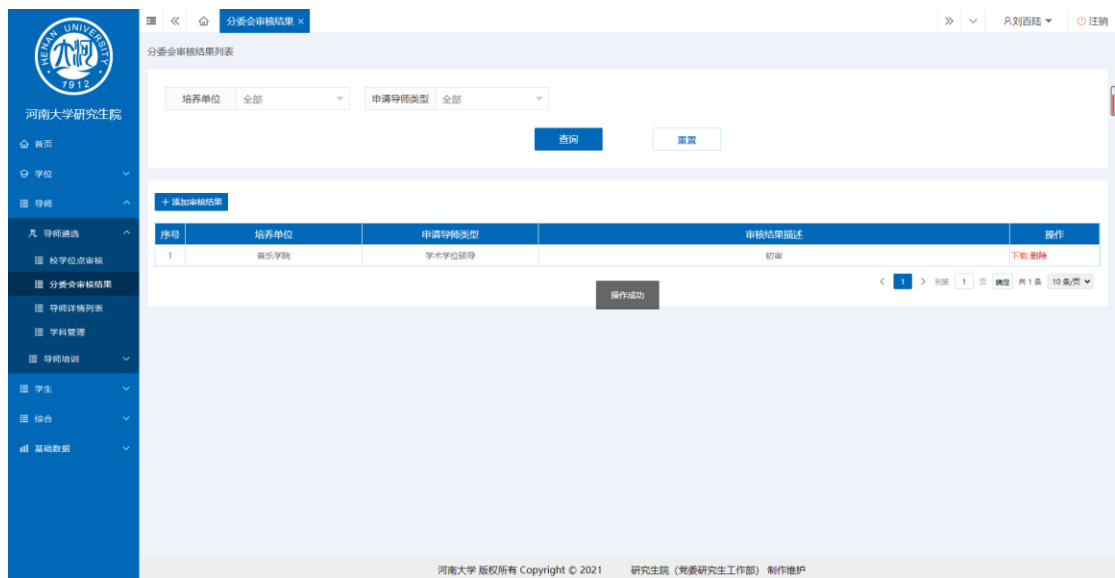 分委会审核结果 ×
刘百陆
注销
HENAN UNIVERSITY
1912
河南大学研究生院
首页
学位
导师
导师遴选
校学位点审核
分委会审核结果
导师详情列表
学科管理
导师培训
学生
综合
基础数据
分委会审核结果列表
培养单位 全部 申请导师类型 全部
查询 重置
+ 添加审核结果
序号 培养单位 申请导师类型 审核结果描述 操作
1 音乐学院 学术学位硕导 初审 下载 删除
< 1 > 到第 1 页 确定 共 1 条 10 条/页
操作成功
河南大学 版权所有 Copyright © 2021 研究生院（党委研究生工作部） 制作维护